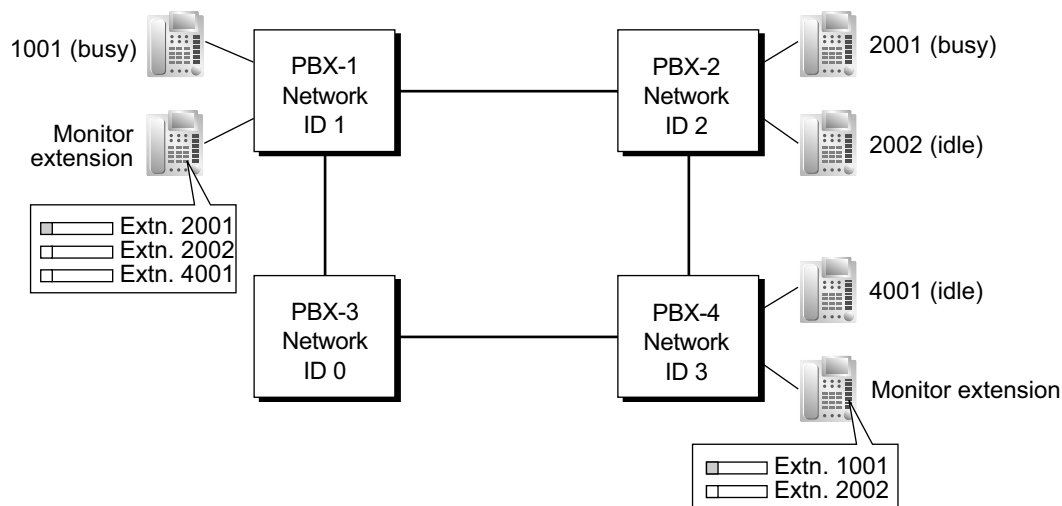 1001 (busy)
PBX-1
Network
ID 1
PBX-2
Network
ID 2
2001 (busy)
2002 (idle)
Monitor
extension
Extn. 2001
Extn. 2002
Extn. 4001
PBX-3
Network
ID 0
PBX-4
Network
ID 3
4001 (idle)
Monitor extension
Extn. 1001
Extn. 2002